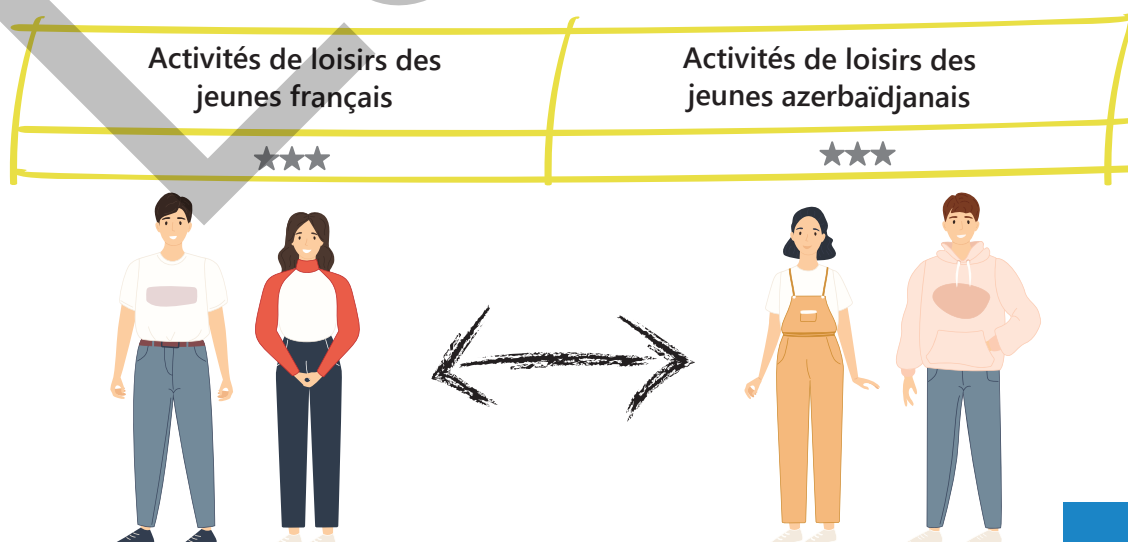 Activités de loisirs des
jeunes français
Activités de loisirs des
jeunes azerbaïdjanais
★★★
★★★